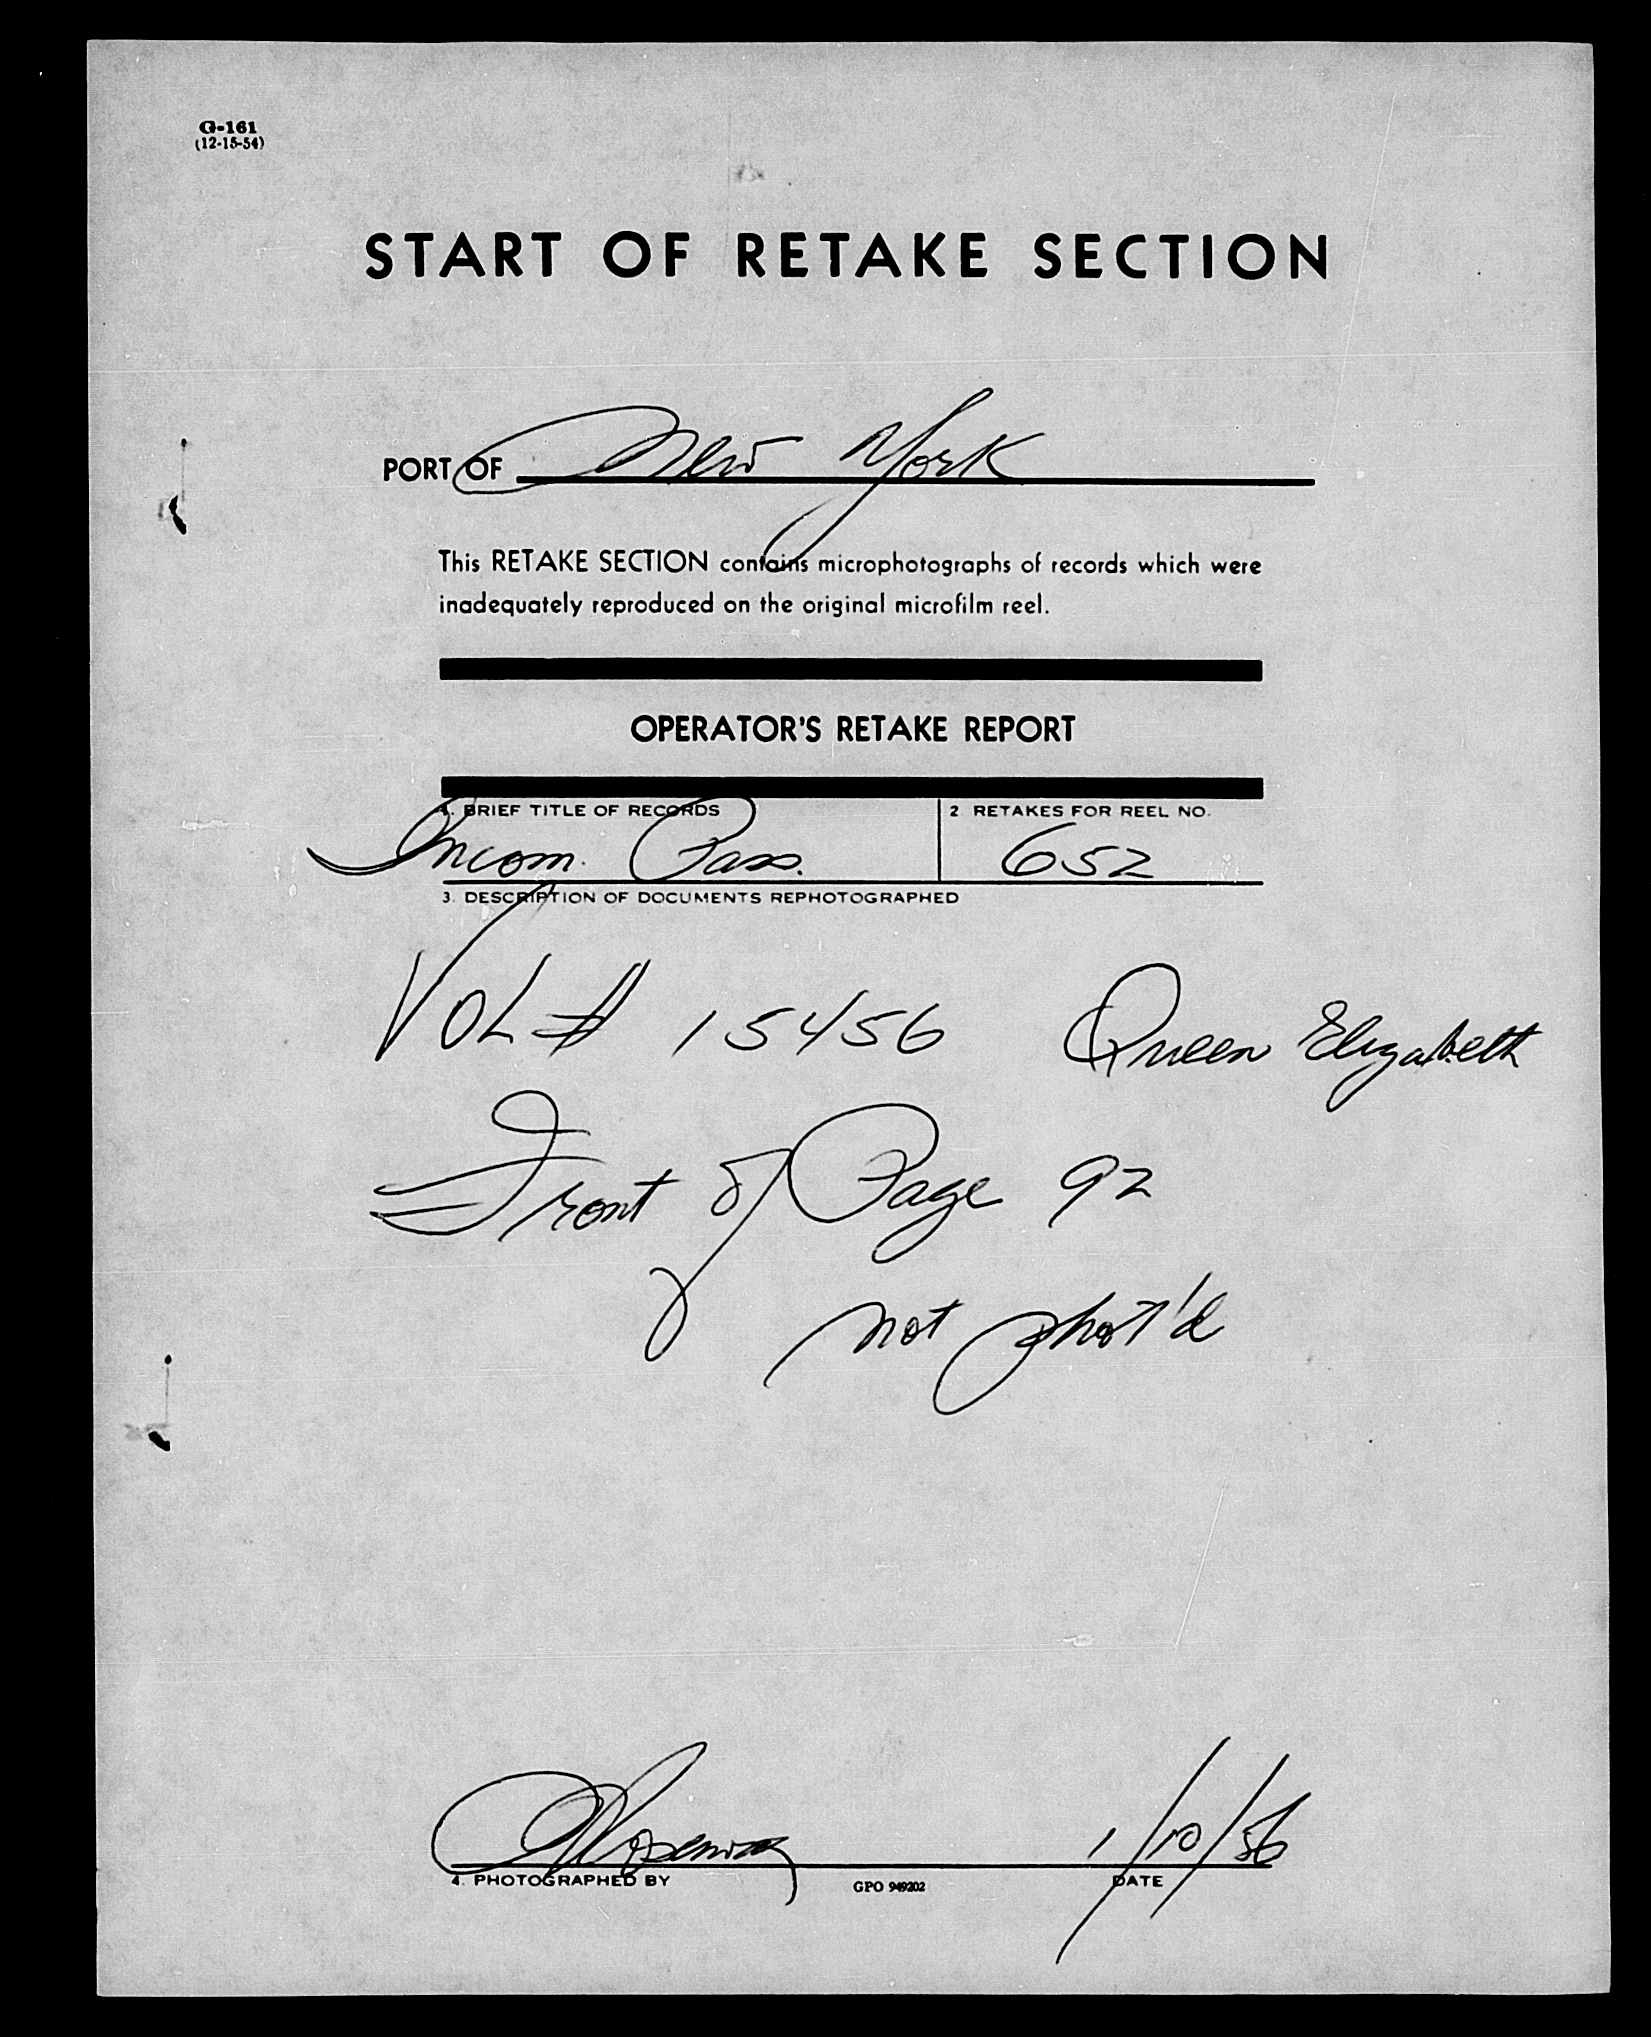 G-161
(12-15-54)
START OF RETAKE SECTION
PORT OF New York
This RETAKE SECTION contains microphotographs of records which were
inadequately reproduced on the original microfilm reel.
OPERATOR'S RETAKE REPORT
1. BRIEF TITLE OF RECORDS 2 RETAKES FOR REEL NO.
Incom. Pass. 652
3. DESCRIPTION OF DOCUMENTS REPHOTOGRAPHED
VOL # 15456 Queen Elizabeth
Front of Page 92
not phot'd
1/10/56
4. PHOTOGRAPHED BY GPO 949202 DATE